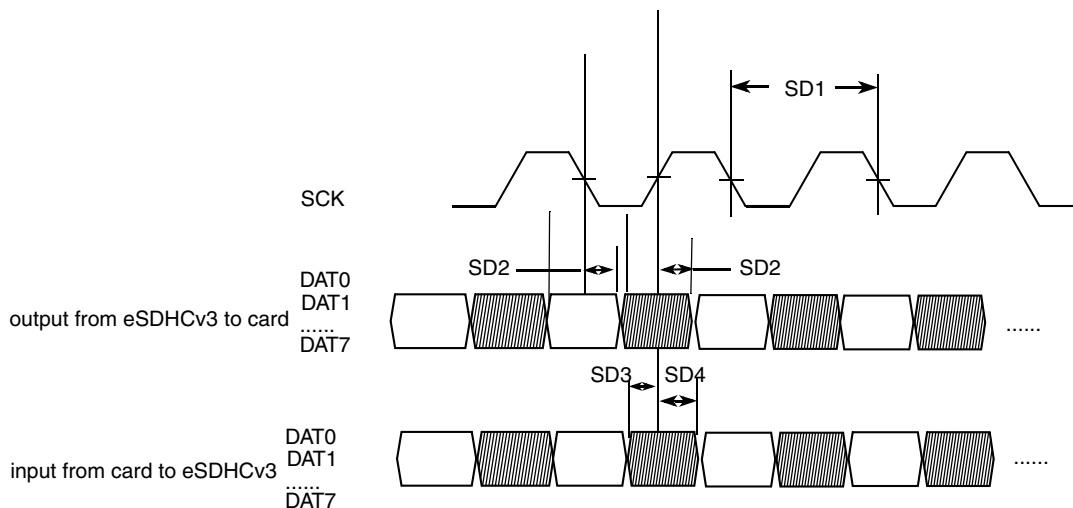 SD1
SCK
SD2
SD2
DAT0
DAT1
output from eSDHCv3 to card
......
DAT7
......
SD3
SD4
DAT0
DAT1
input from card to eSDHCv3
......
DAT7
......